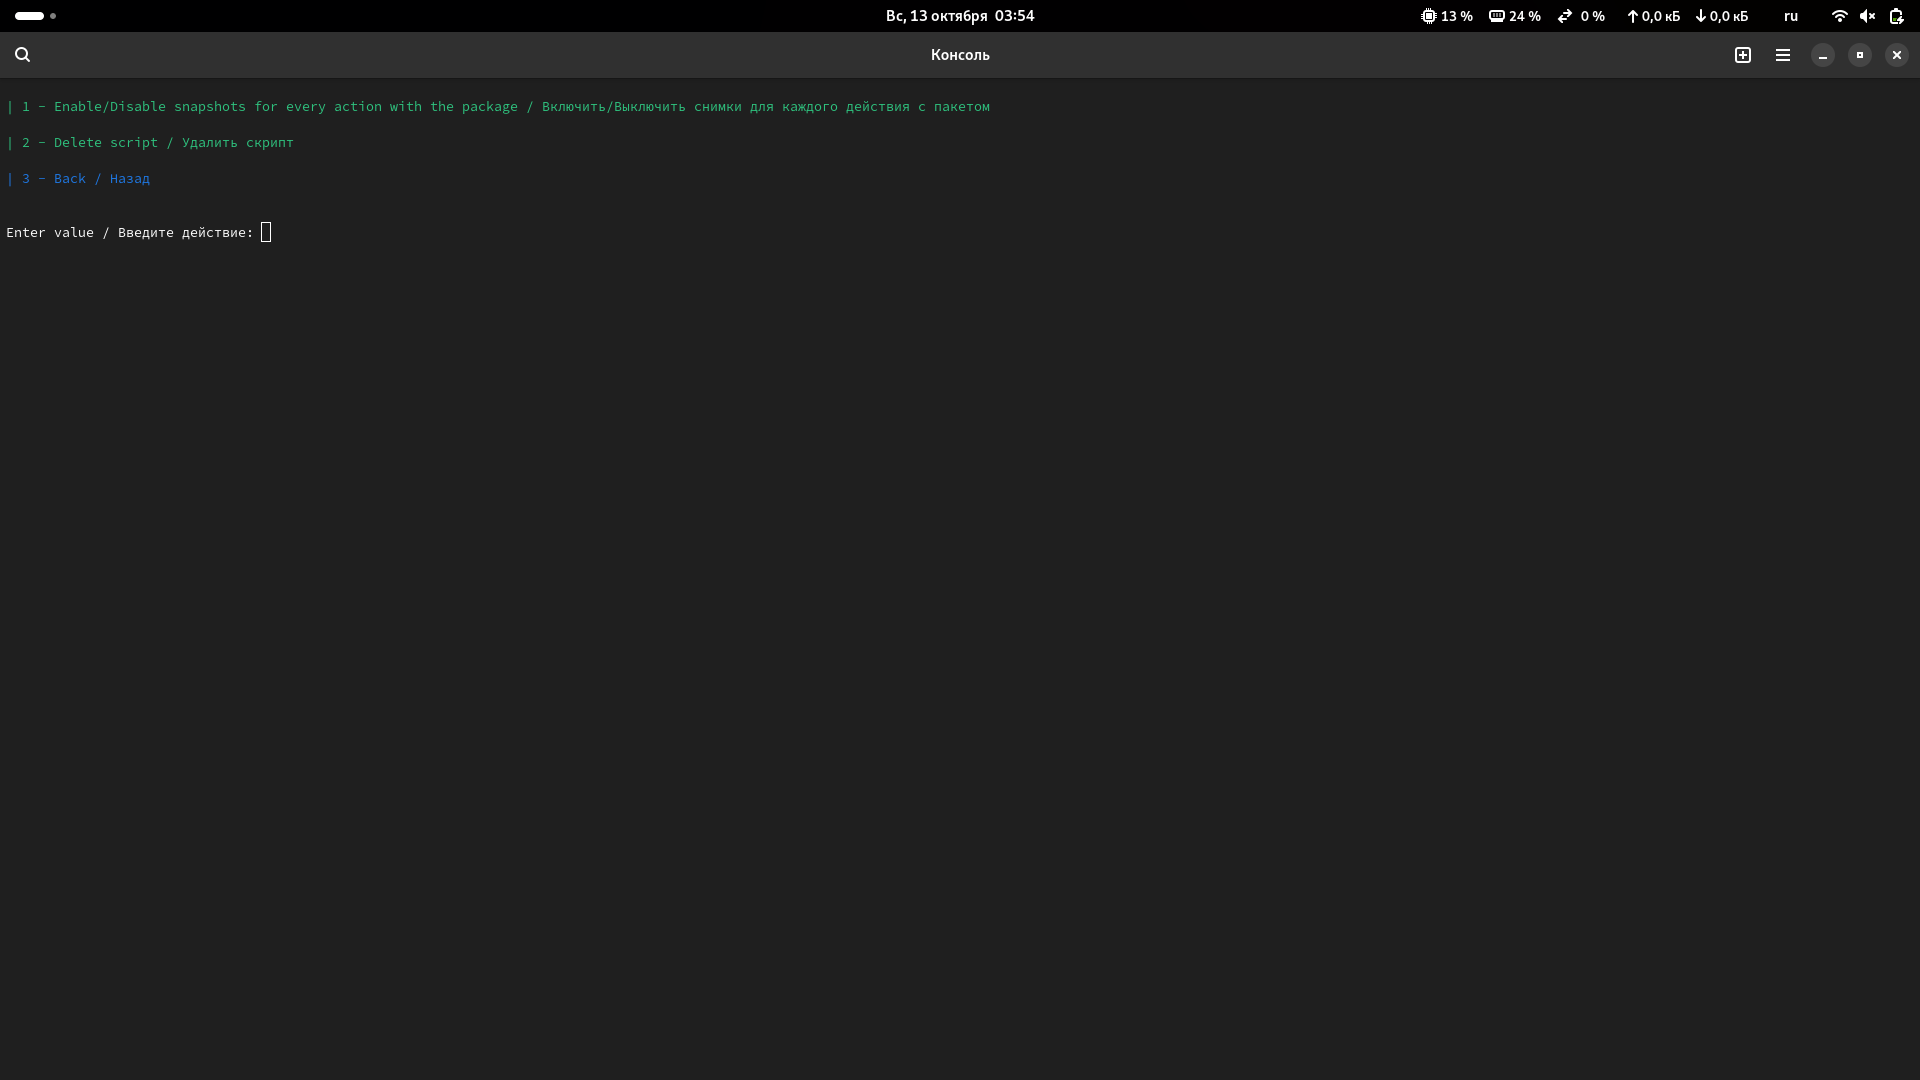 Вс, 13 октября 03:54
13 % 24 % 0 % 0,0 кБ 0,0 кБ ru
Консоль
| 1 - Enable/Disable snapshots for every action with the package / Включить/Выключить снимки для каждого действия с пакетом
| 2 - Delete script / Удалить скрипт
| 3 - Back / Назад
Enter value / Введите действие: